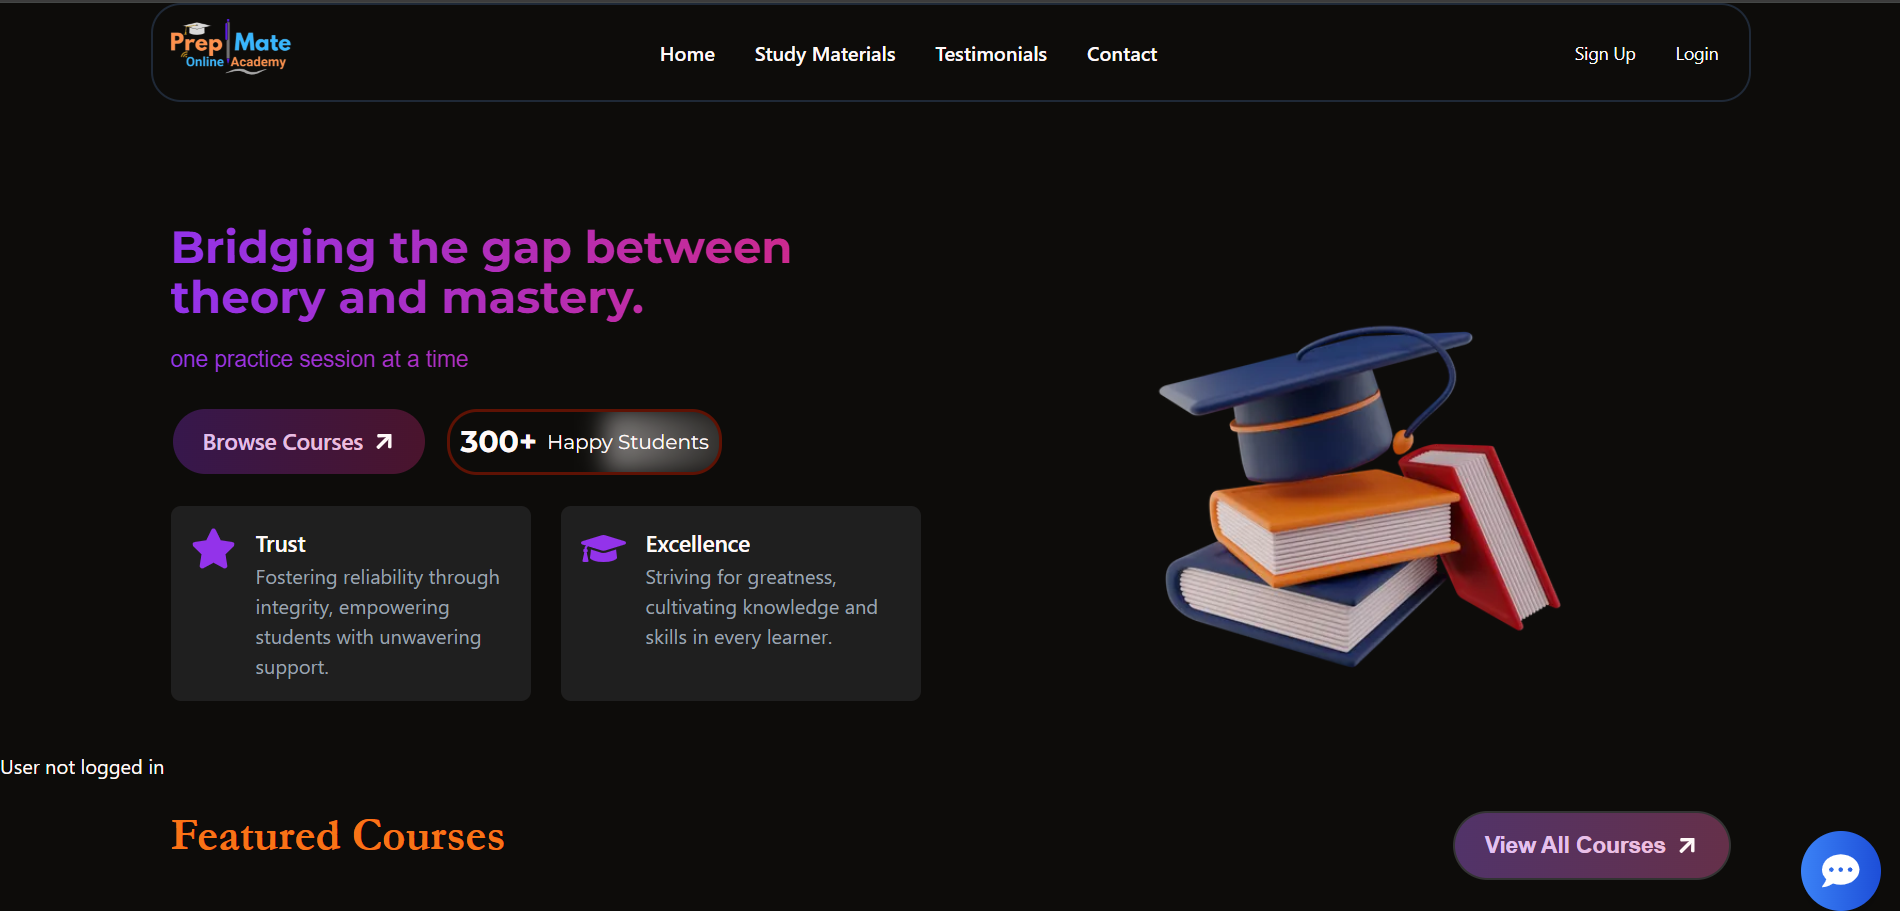 Prep Mate
Online Academy
Home
Study Materials
Testimonials
Contact
Sign Up
Login
Bridging the gap between
theory and mastery.
one practice session at a time
Browse Courses
300+ Happy Students
Trust
Fostering reliability through
integrity, empowering
students with unwavering
support.
Excellence
Striving for greatness,
cultivating knowledge and
skills in every learner.
User not logged in
Featured Courses
View All Courses